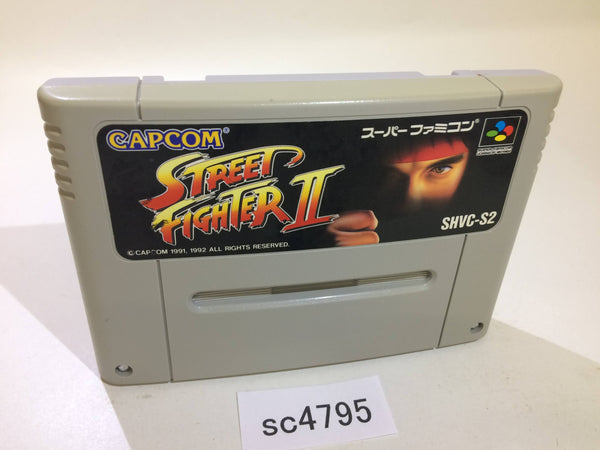 CAPCOM
スーパーファミコン
STREET
FIGHTER II
SHVC-S2
© CAPCOM 1991, 1992 ALL RIGHTS RESERVED.
sc4795